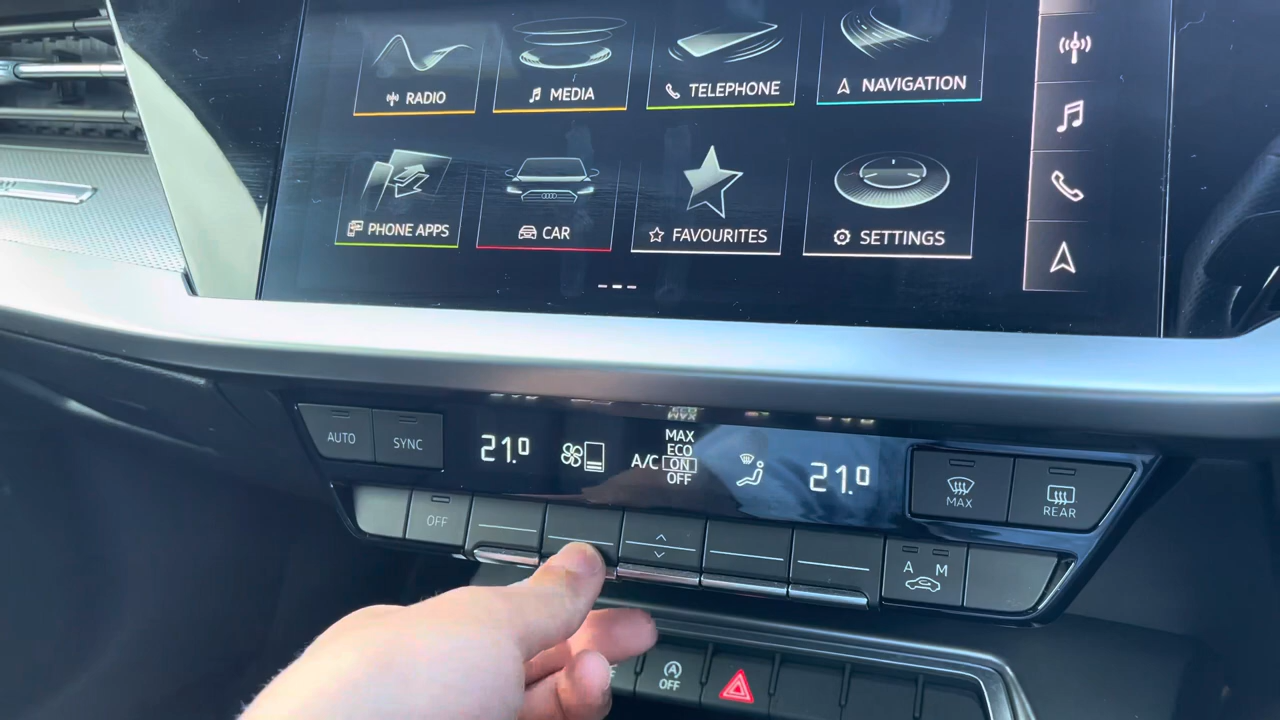 RADIO
MEDIA
TELEPHONE
NAVIGATION
PHONE APPS
CAR
FAVOURITES
SETTINGS
AUTO
SYNC
21.0
A/C
MAX
ECO
ON
OFF
21.0
MAX
REAR
OFF
A M
A
OFF